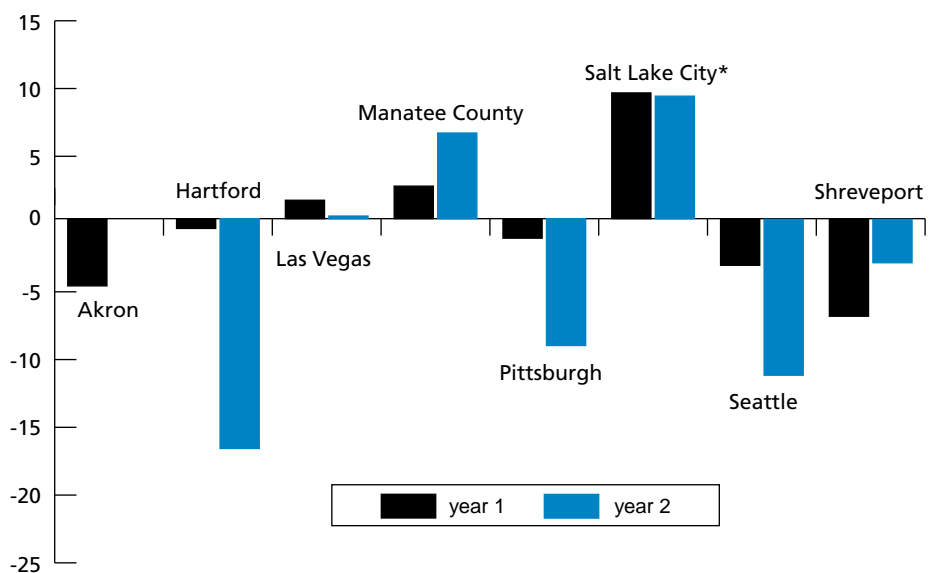 15
10
5
0
-5
-10
-15
-20
-25
Salt Lake City*
Manatee County
Hartford
Shreveport
Las Vegas
Akron
Pittsburgh
Seattle
year 1
year 2